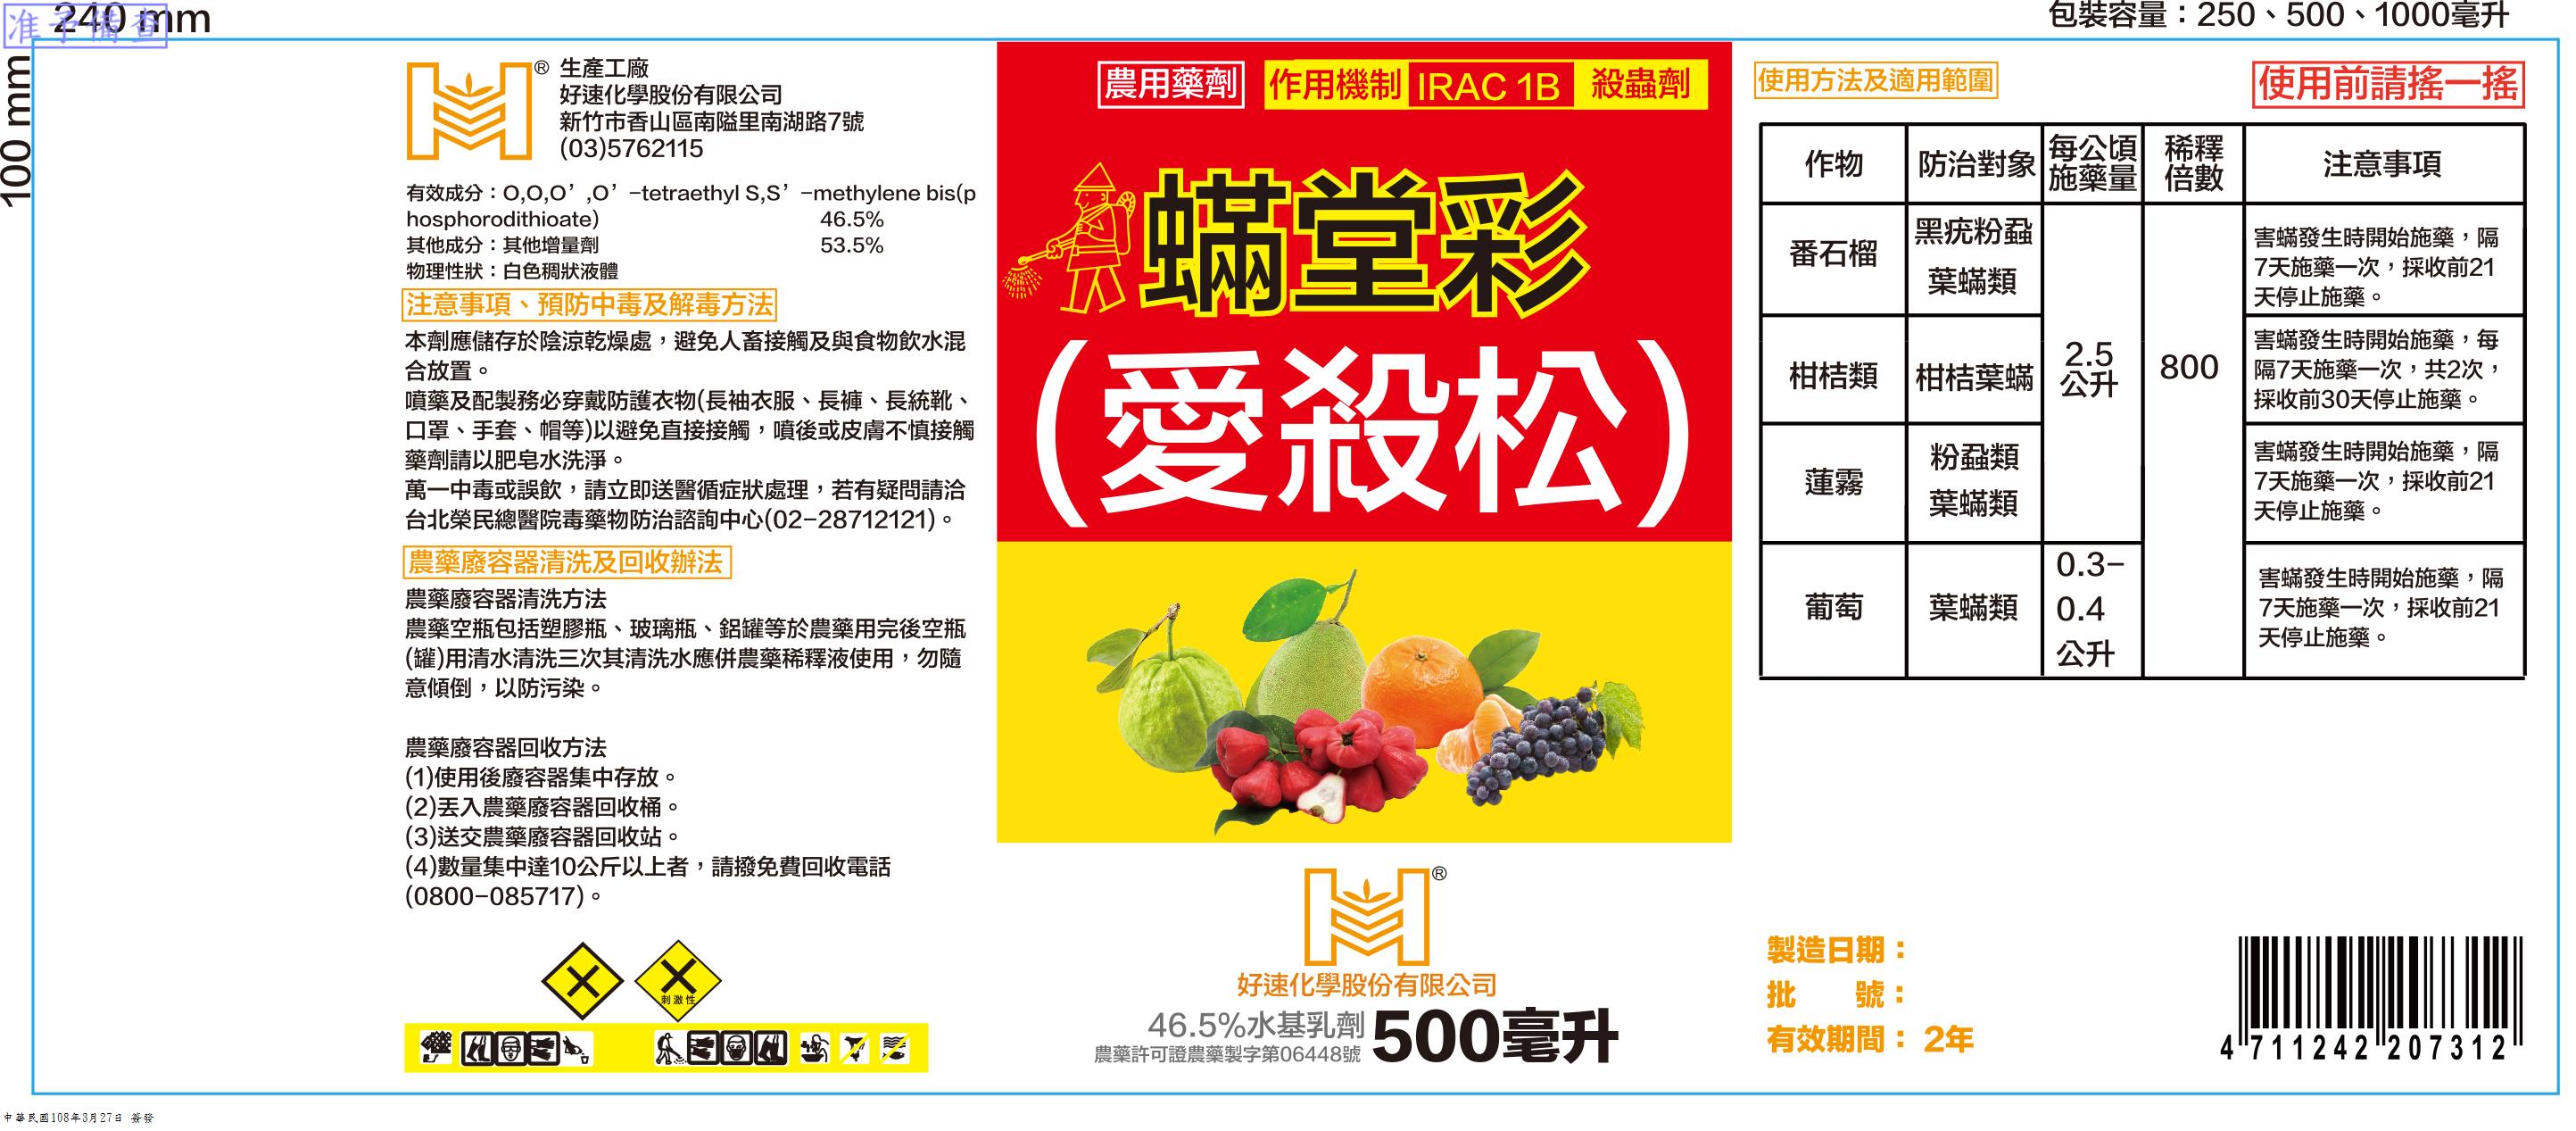 准予備查
240 mm
包裝容量：250、500、1000毫升
100 mm
®
生產工廠
好速化學股份有限公司
新竹市香山區南隘里南湖路7號
(03)5762115
有效成分：O,O,O’,O’-tetraethyl S,S’-methylene bis(p
hosphorodithioate) 46.5%
其他成分：其他增量劑 53.5%
物理性狀：白色稠狀液體
注意事項、預防中毒及解毒方法
本劑應儲存於陰涼乾燥處，避免人畜接觸及與食物飲水混
合放置。
噴藥及配製務必穿戴防護衣物(長袖衣服、長褲、長統靴、
口罩、手套、帽等)以避免直接接觸，噴後或皮膚不慎接觸
藥劑請以肥皂水洗淨。
萬一中毒或誤飲，請立即送醫循症狀處理，若有疑問請洽
台北榮民總醫院毒藥物防治諮詢中心(02-28712121)。
農藥廢容器清洗及回收辦法
農藥廢容器清洗方法
農藥空瓶包括塑膠瓶、玻璃瓶、鋁罐等於農藥用完後空瓶
(罐)用清水清洗三次其清洗水應併農藥稀釋液使用，勿隨
意傾倒，以防污染。
農藥廢容器回收方法
(1)使用後廢容器集中存放。
(2)丟入農藥廢容器回收桶。
(3)送交農藥廢容器回收站。
(4)數量集中達10公斤以上者，請撥免費回收電話
(0800-085717)。
刺激性
農用藥劑 作用機制 IRAC 1B 殺蟲劑
蟎堂彩
(愛殺松)
®
好速化學股份有限公司
46.5%水基乳劑
農藥許可證農藥製字第06448號
500毫升
使用方法及適用範圍
使用前請搖一搖
作物 防治對象 每公頃施藥量 稀釋倍數 注意事項
番石榴
黑疣粉蝨
葉蟎類
害蟎發生時開始施藥，隔
7天施藥一次，採收前21
天停止施藥。
柑桔類
柑桔葉蟎
2.5
公升
800
害蟎發生時開始施藥，每
隔7天施藥一次，共2次，
採收前30天停止施藥。
蓮霧
粉蝨類
葉蟎類
害蟎發生時開始施藥，隔
7天施藥一次，採收前21
天停止施藥。
葡萄
葉蟎類
0.3-
0.4
公升
害蟎發生時開始施藥，隔
7天施藥一次，採收前21
天停止施藥。
製造日期：
批　　號：
有效期間：2年
4 711242 207312
中華民國108年3月27日 簽發